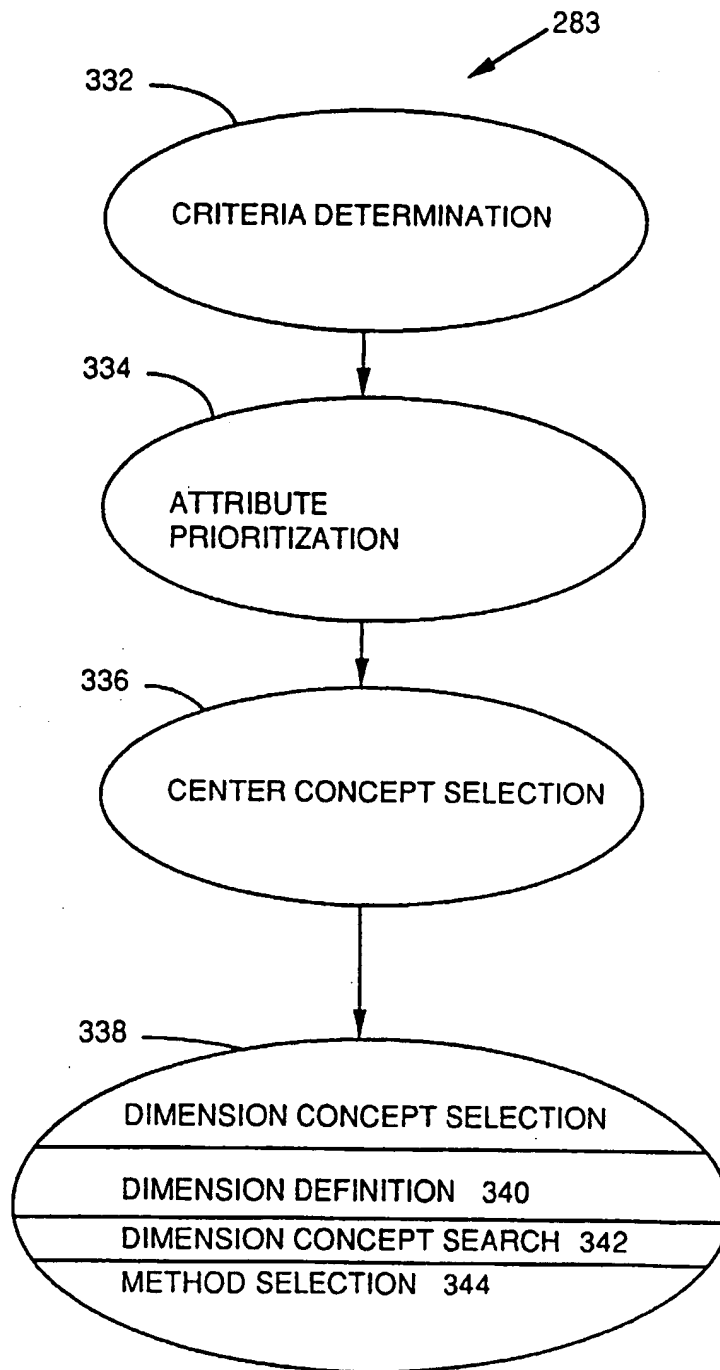 283
332
CRITERIA DETERMINATION
334
ATTRIBUTE
PRIORITIZATION
336
CENTER CONCEPT SELECTION
338
DIMENSION CONCEPT SELECTION
DIMENSION DEFINITION 340
DIMENSION CONCEPT SEARCH 342
METHOD SELECTION 344